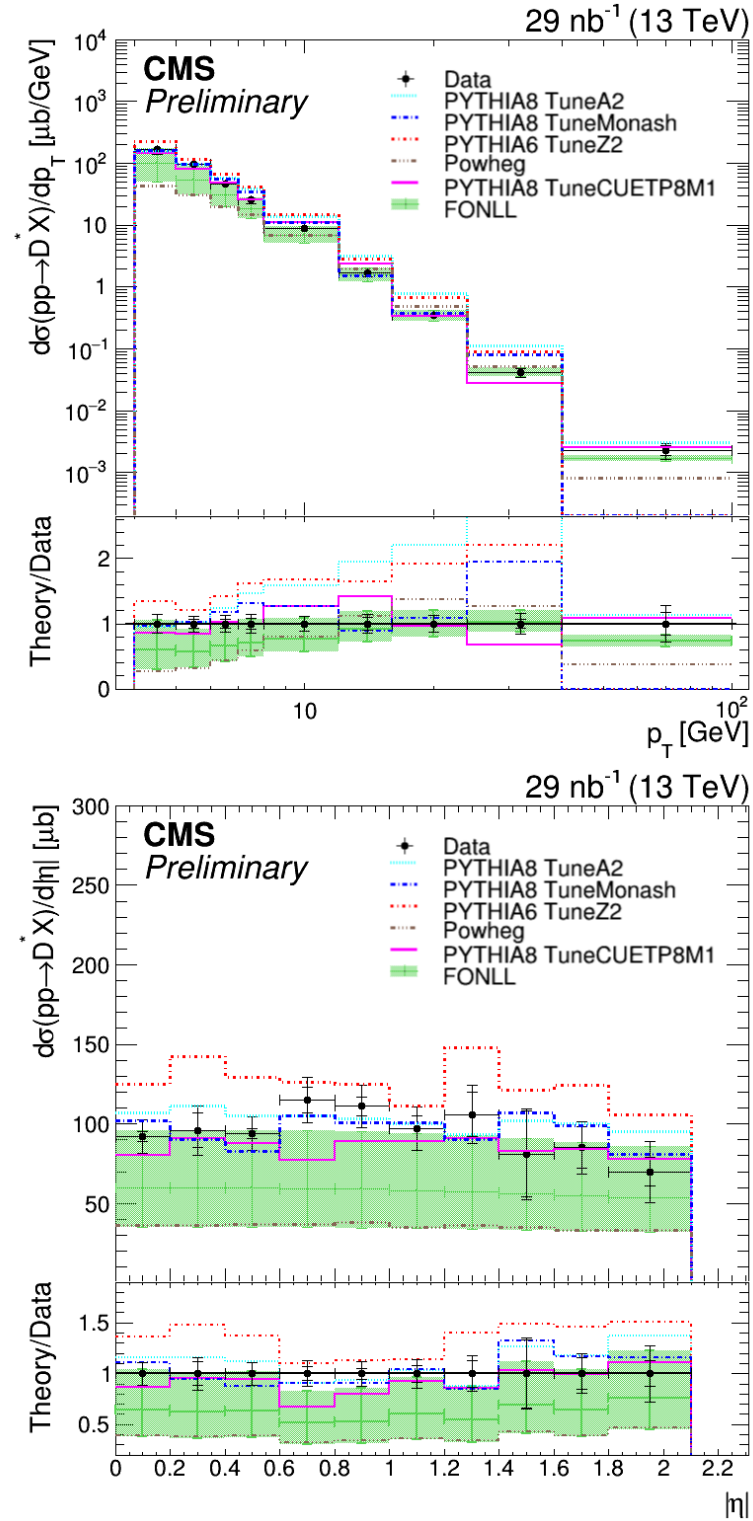 29 nb⁻¹ (13 TeV)
CMS
Preliminary
Data
PYTHIA8 TuneA2
PYTHIA8 TuneMonash
PYTHIA6 TuneZ2
Powheg
PYTHIA8 TuneCUETP8M1
FONLL
dσ(pp→D* X)/dp_T [μb/GeV]
10⁴
10³
10²
10
1
10⁻¹
10⁻²
10⁻³
Theory/Data
2
1
0
10
10²
p_T [GeV]
29 nb⁻¹ (13 TeV)
CMS
Preliminary
Data
PYTHIA8 TuneA2
PYTHIA8 TuneMonash
PYTHIA6 TuneZ2
Powheg
PYTHIA8 TuneCUETP8M1
FONLL
dσ(pp→D* X)/d|η| [μb]
300
250
200
150
100
50
Theory/Data
1.5
1
0.5
0 0.2 0.4 0.6 0.8 1 1.2 1.4 1.6 1.8 2 2.2
|η|